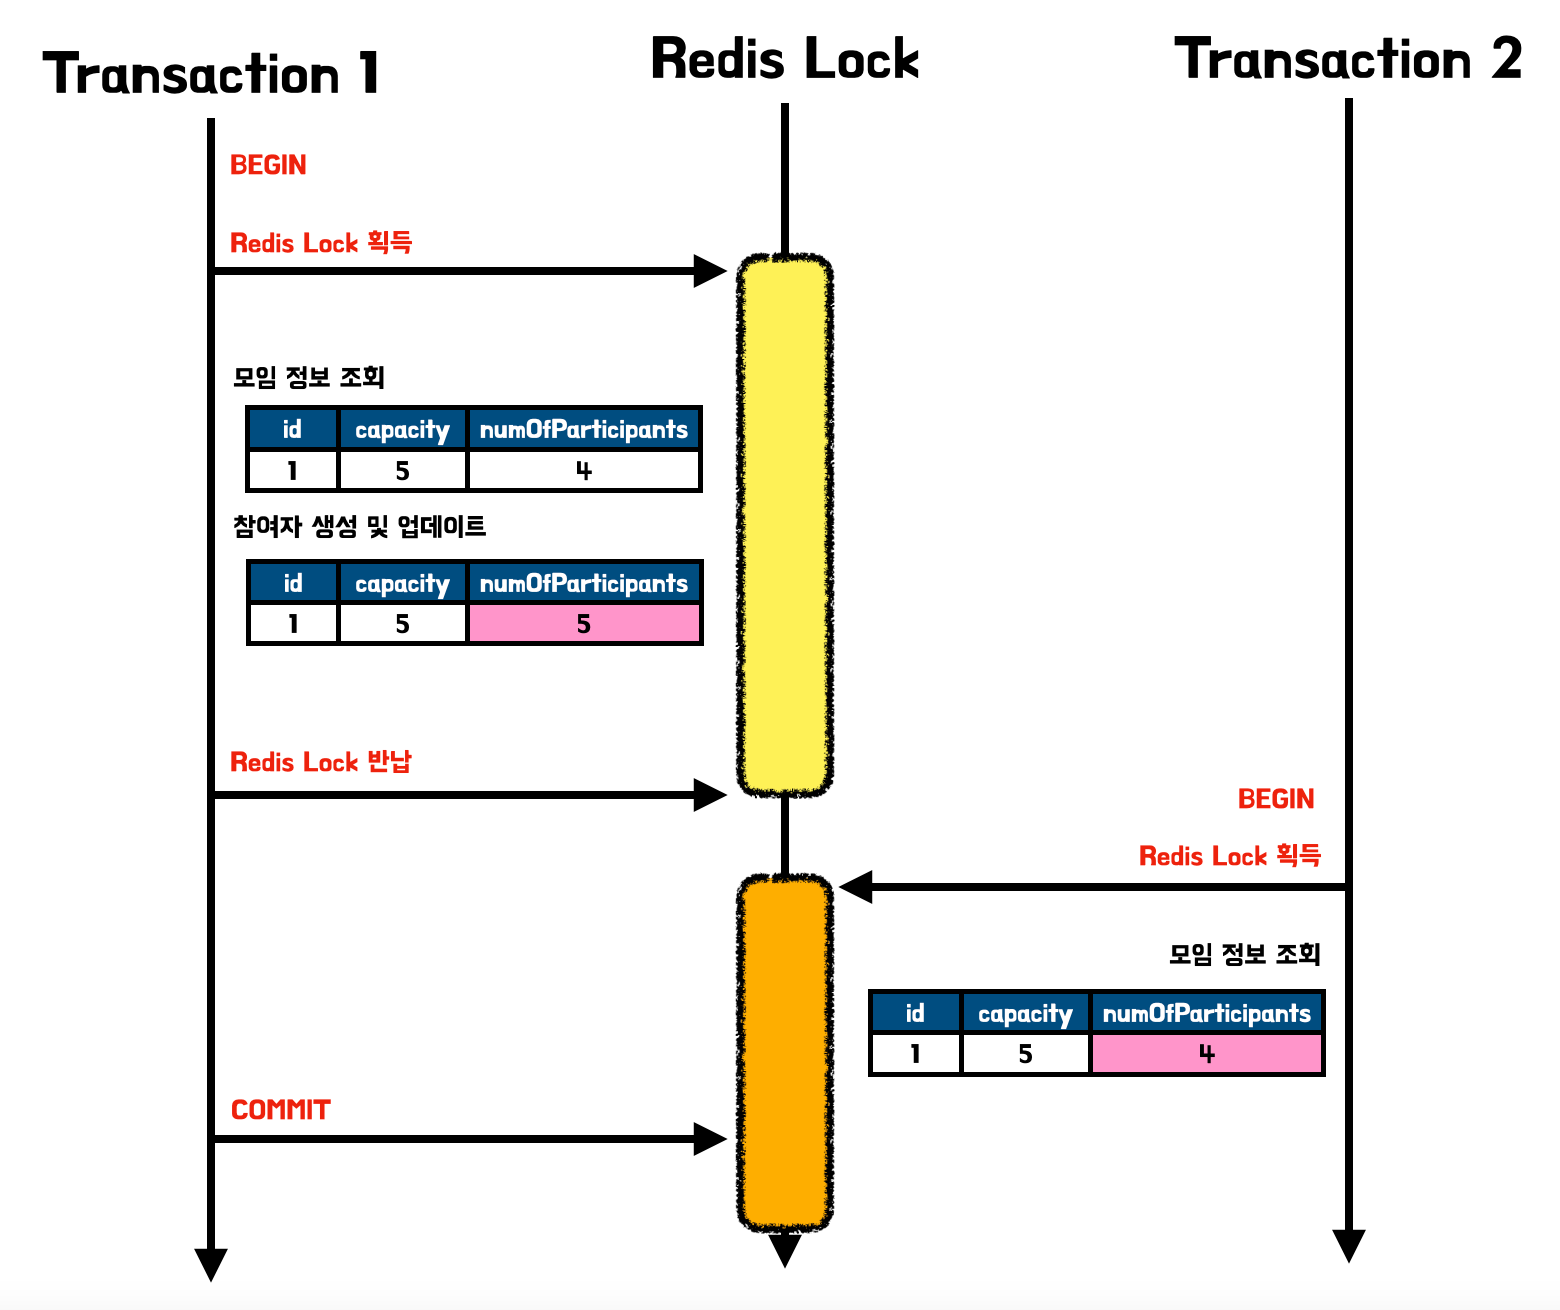 Transaction 1
Redis Lock
Transaction 2
BEGIN
Redis Lock 획득
모임 정보 조회
id capacity numOfParticipants
1 5 4
참여자 생성 및 업데이트
id capacity numOfParticipants
1 5 5
Redis Lock 반납
BEGIN
Redis Lock 획득
모임 정보 조회
id capacity numOfParticipants
1 5 4
COMMIT